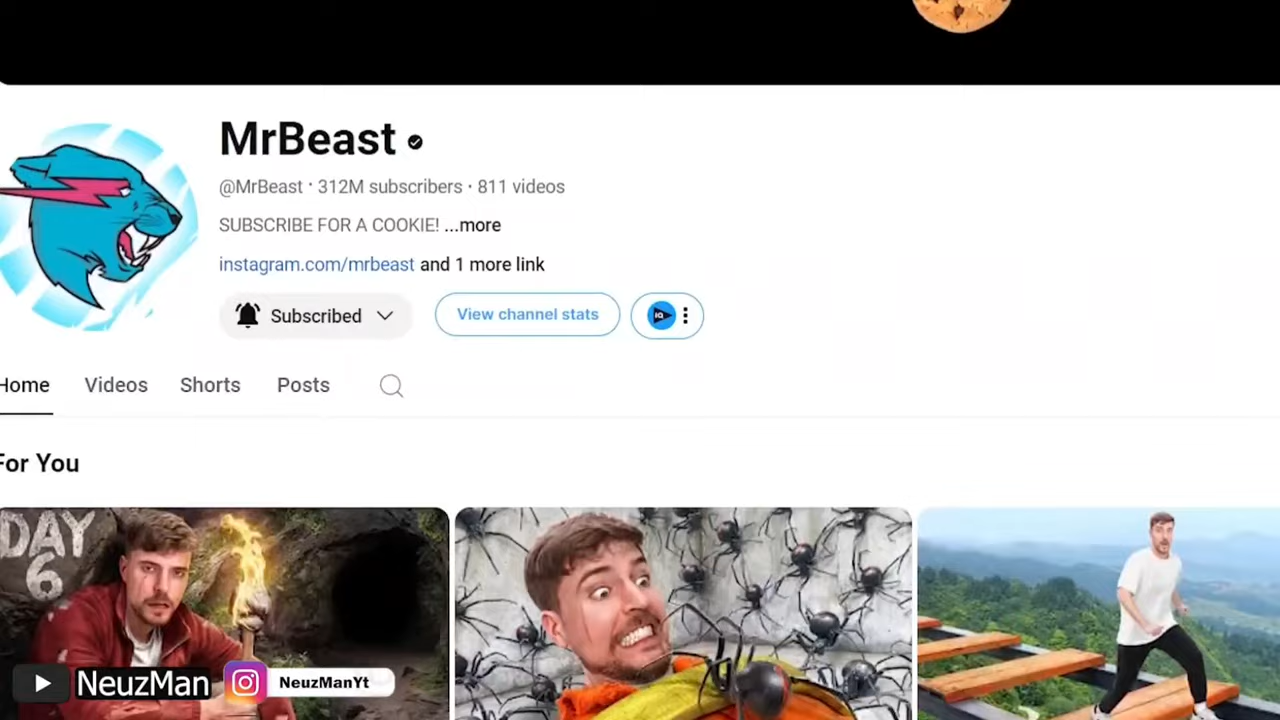 MrBeast
@MrBeast · 312M subscribers · 811 videos
SUBSCRIBE FOR A COOKIE! ...more
instagram.com/mrbeast and 1 more link
Subscribed
View channel stats
IQ
Home Videos Shorts Posts
For You
DAY
6
NeuzMan
NeuzManYt